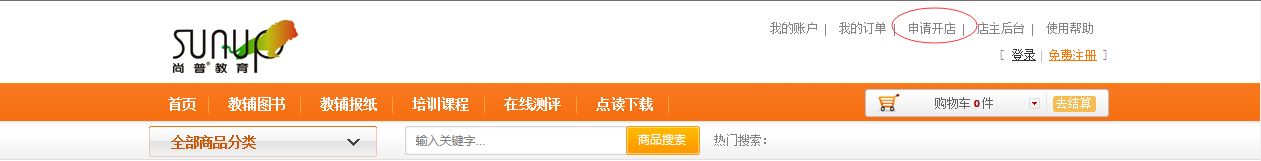 我的账户 | 我的订单 | 申请开店 | 店主后台 | 使用帮助
sunup
尚普®教育
[ 登录 | 免费注册 ]
首页 教辅图书 教辅报纸 培训课程 在线测评 点读下载
购物车 0 件 去结算
全部商品分类 输入关键字... 商品搜索 热门搜索：